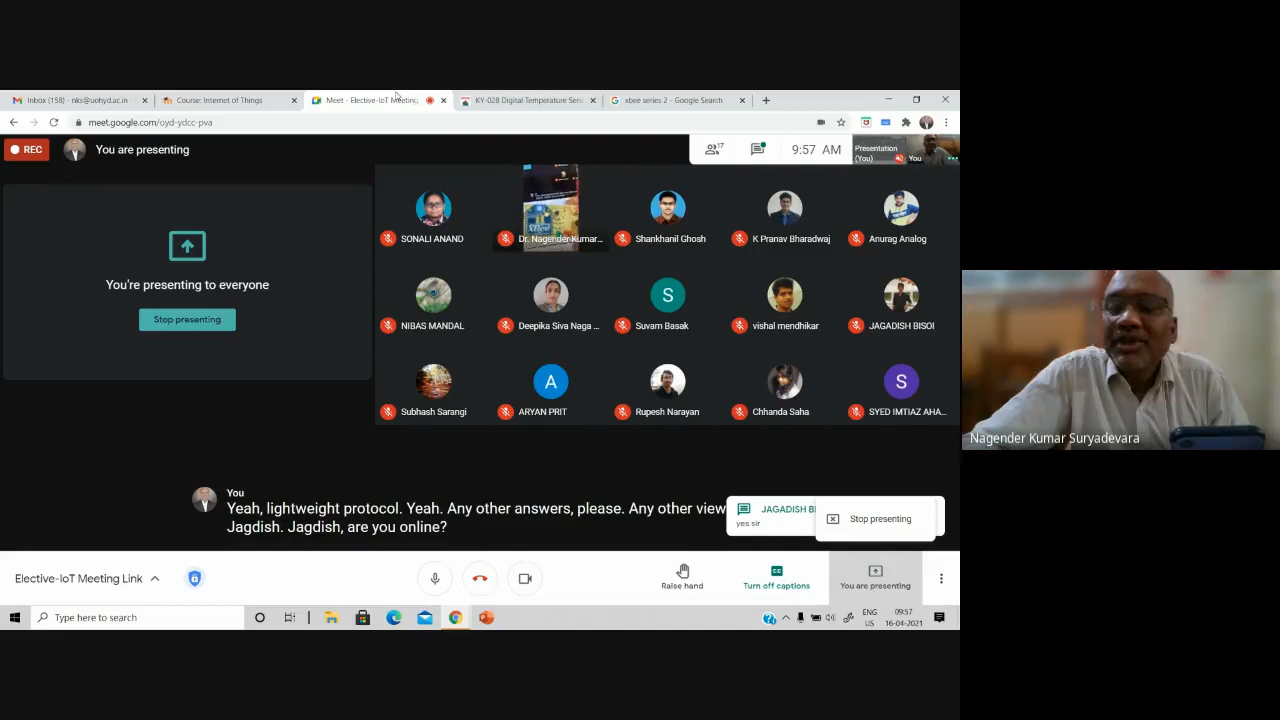 Inbox (158) - nks@uohyd.ac.in -
Course: Internet of Things
Meet - Elective-IoT Meeting
KY-028 Digital Temperature Sens
xbee series 2 - Google Search
meet.google.com/oyd-ydcc-pva
REC
You are presenting
17
9:57 AM
Presentation
(You)
You
You're presenting to everyone
Stop presenting
SONALI ANAND
Dr. Nagender Kumar...
Shankhanil Ghosh
K Pranav Bharadwaj
Anurag Analog
NIBAS MANDAL
Deepika Siva Naga ...
S
Suvam Basak
vishal mendhikar
JAGADISH BISOI
Subhash Sarangi
A
ARYAN PRIT
Rupesh Narayan
Chhanda Saha
S
SYED IMTIAZ AHA...
Nagender Kumar Suryadevara
You
Yeah, lightweight protocol. Yeah. Any other answers, please. Any other view
Jagdish. Jagdish, are you online?
JAGADISH BI
yes sir
Stop presenting
Elective-IoT Meeting Link
Raise hand
CC
Turn off captions
You are presenting
Type here to search
ENG
US
09:57
16-04-2021